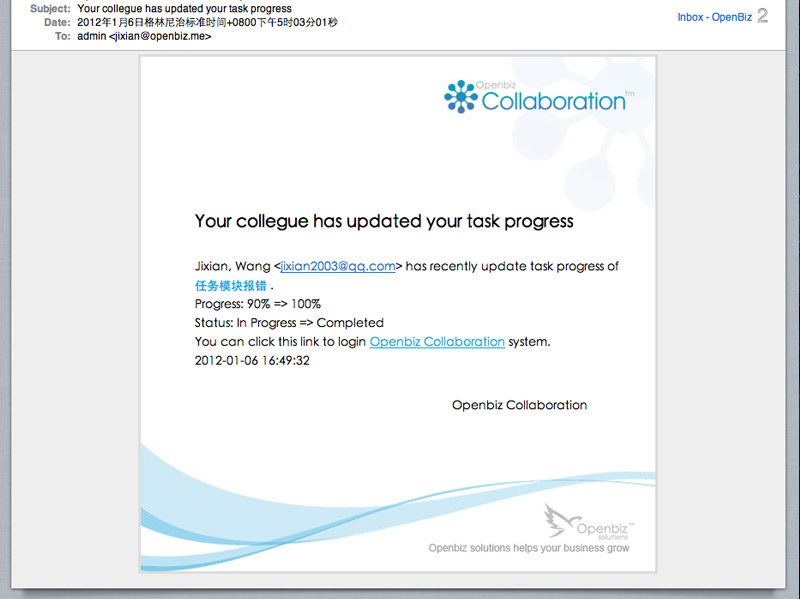 Subject: Your collegue has updated your task progress
Date: 2012年1月6日格林尼治标准时间+0800下午5时03分01秒
To: admin <jixian@openbiz.me>
Inbox - OpenBiz 2
Openbiz
Collaboration™
Your collegue has updated your task progress
Jixian, Wang <jixian2003@qq.com> has recently update task progress of
任务模块报错 .
Progress: 90% => 100%
Status: In Progress => Completed
You can click this link to login Openbiz Collaboration system.
2012-01-06 16:49:32
Openbiz Collaboration
Openbiz™
solutions
Openbiz solutions helps your business grow